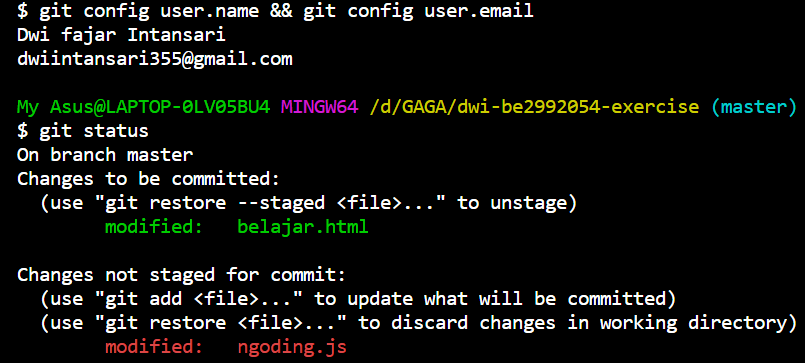 $ git config user.name && git config user.email
Dwi fajar Intansari
dwiintansari355@gmail.com
My Asus@LAPTOP-0LV05BU4 MINGW64 /d/GAGA/dwi-be2992054-exercise (master)
$ git status
On branch master
Changes to be committed:
  (use "git restore --staged <file>..." to unstage)
        modified:   belajar.html
Changes not staged for commit:
  (use "git add <file>..." to update what will be committed)
  (use "git restore <file>..." to discard changes in working directory)
        modified:   ngoding.js